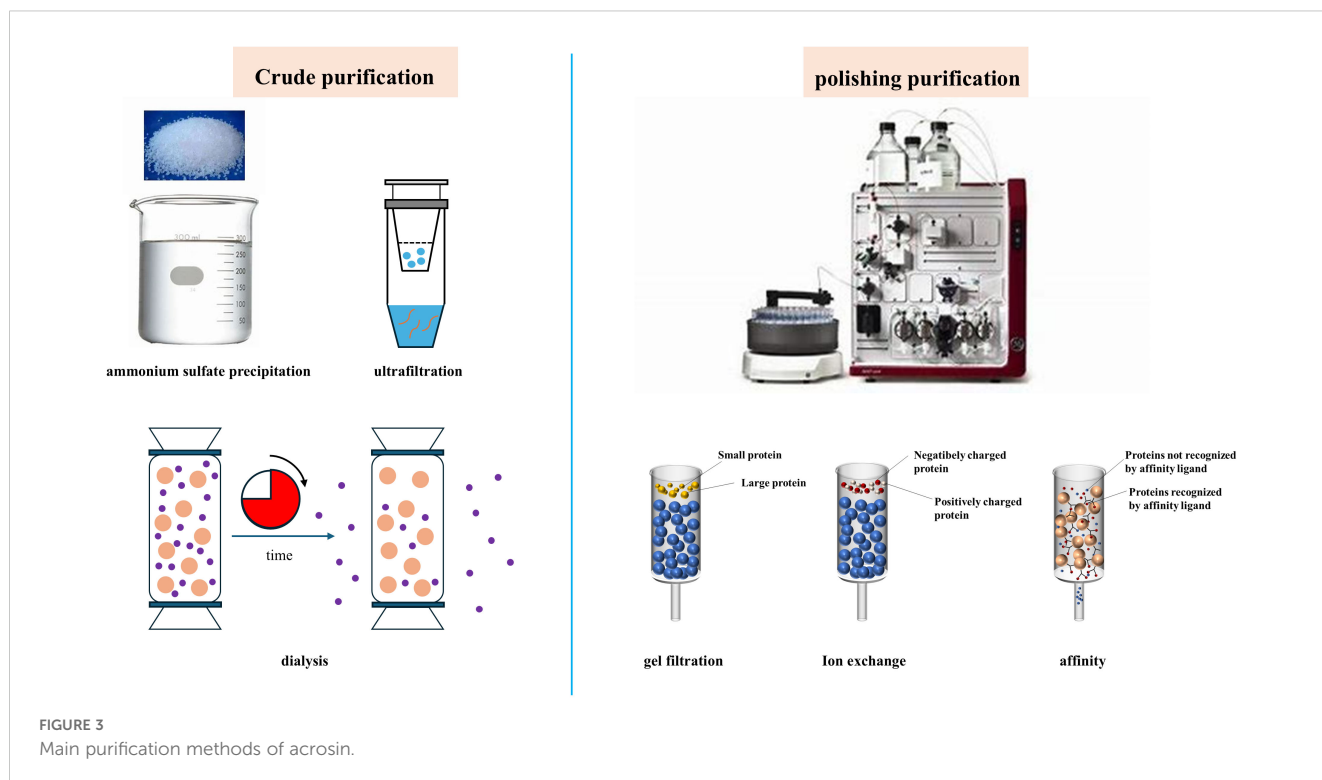 Crude purification
polishing purification
300 ml
300
250
200
150
100
50
ammonium sulfate precipitation
ultrafiltration
time
dialysis
Small protein
Large protein
gel filtration
Negatibely charged
protein
Positively charged
protein
Ion exchange
Proteins not recognized
by affinity ligand
Proteins recognized
by affinity ligand
affinity
FIGURE 3
Main purification methods of acrosin.